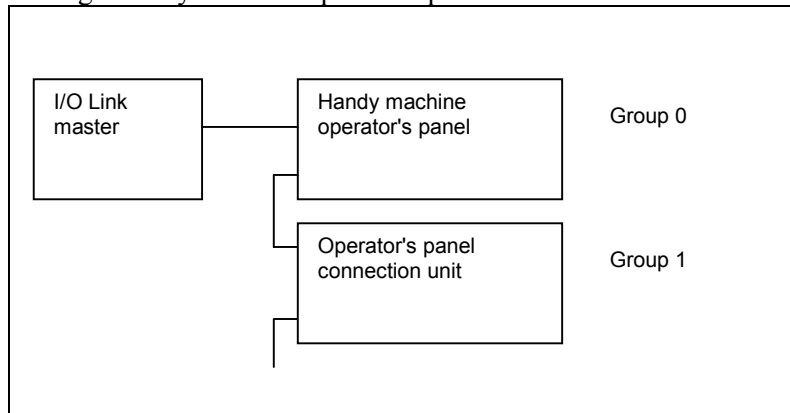 I/O Link
master
Handy machine
operator's panel
Group 0
Operator's panel
connection unit
Group 1